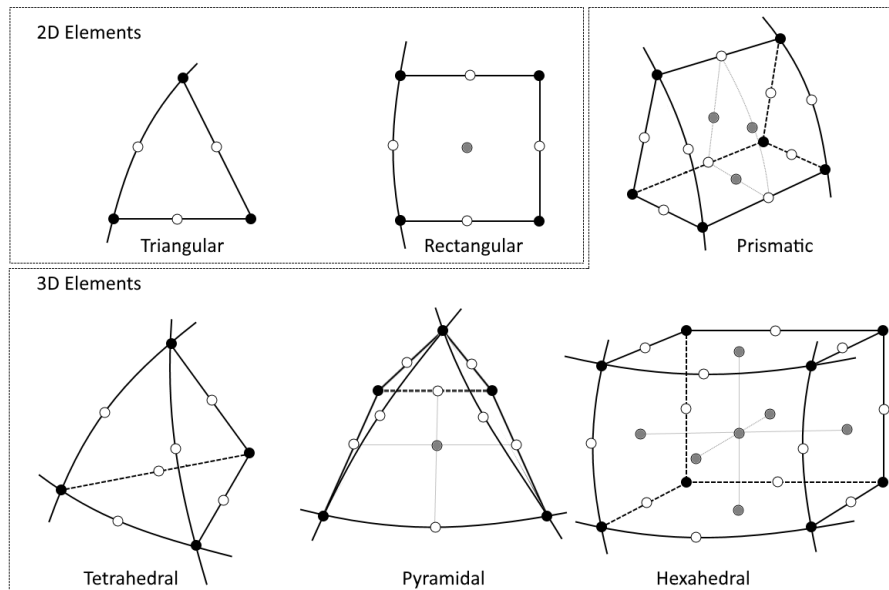 2D Elements
Triangular
Rectangular
Prismatic
3D Elements
Tetrahedral
Pyramidal
Hexahedral